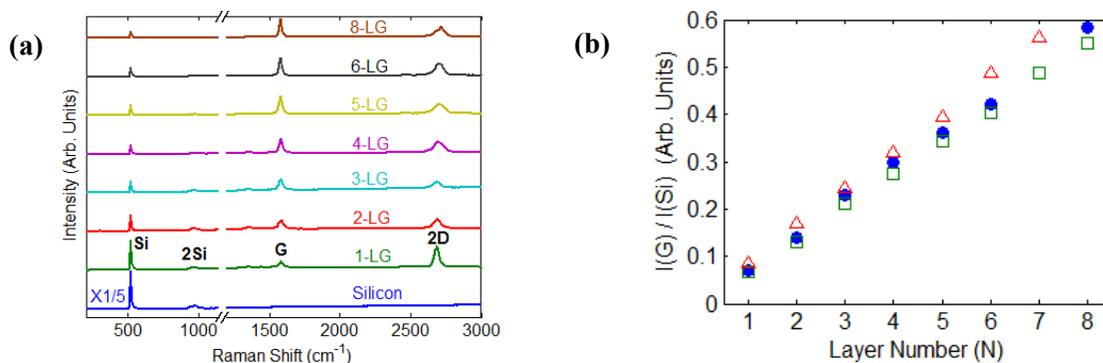 (a)
Intensity (Arb. Units)
8-LG
6-LG
5-LG
4-LG
3-LG
2-LG
Si
2Si
G
2D
1-LG
X1/5
Silicon
500
1000
1500
2000
2500
3000
Raman Shift (cm⁻¹)
(b)
I(G) / I(Si) (Arb. Units)
0.6
0.5
0.4
0.3
0.2
0.1
0
1 2 3 4 5 6 7 8
Layer Number (N)